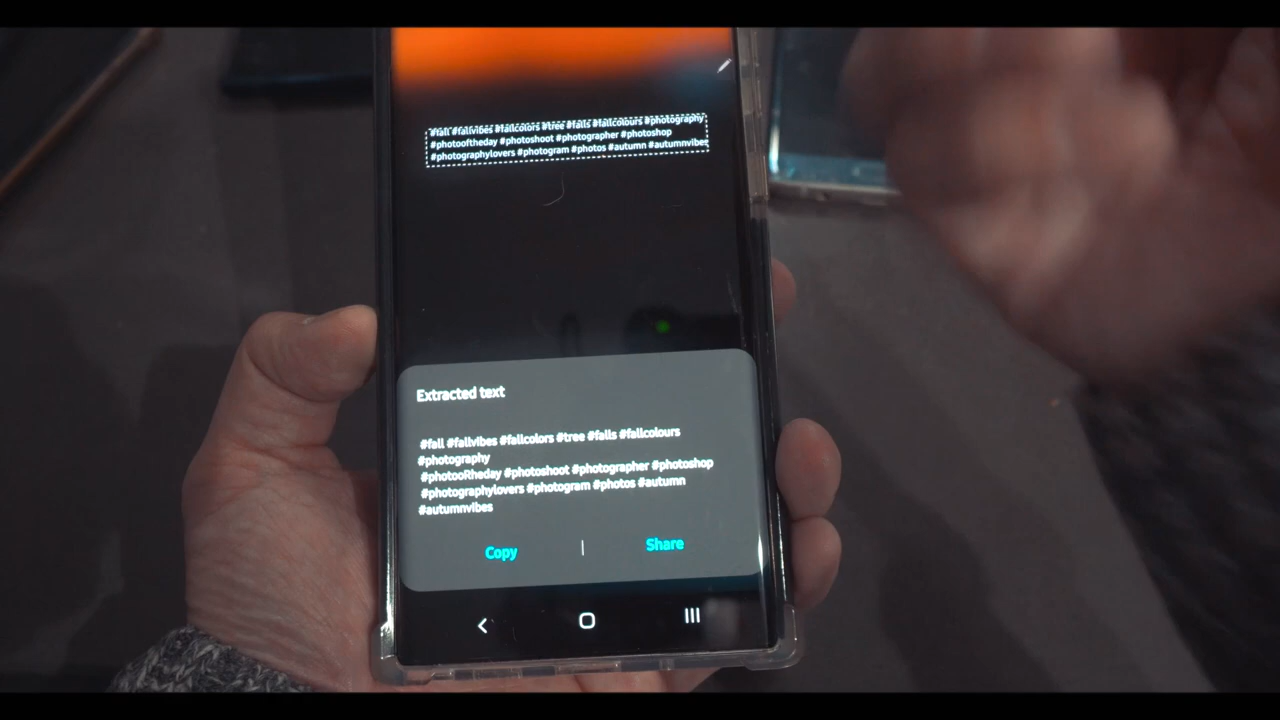 #fall #fallvibes #fallcolors #tree #falls #fallcolours #photography
#photooftheday #photoshoot #photographer #photoshop
#photographylovers #photogram #photos #autumn #autumnvibes
Extracted text
#fall #fallvibes #fallcolors #tree #falls #fallcolours
#photography
#photooRheday #photoshoot #photographer #photoshop
#photographylovers #photogram #photos #autumn
#autumnvibes
Copy | Share